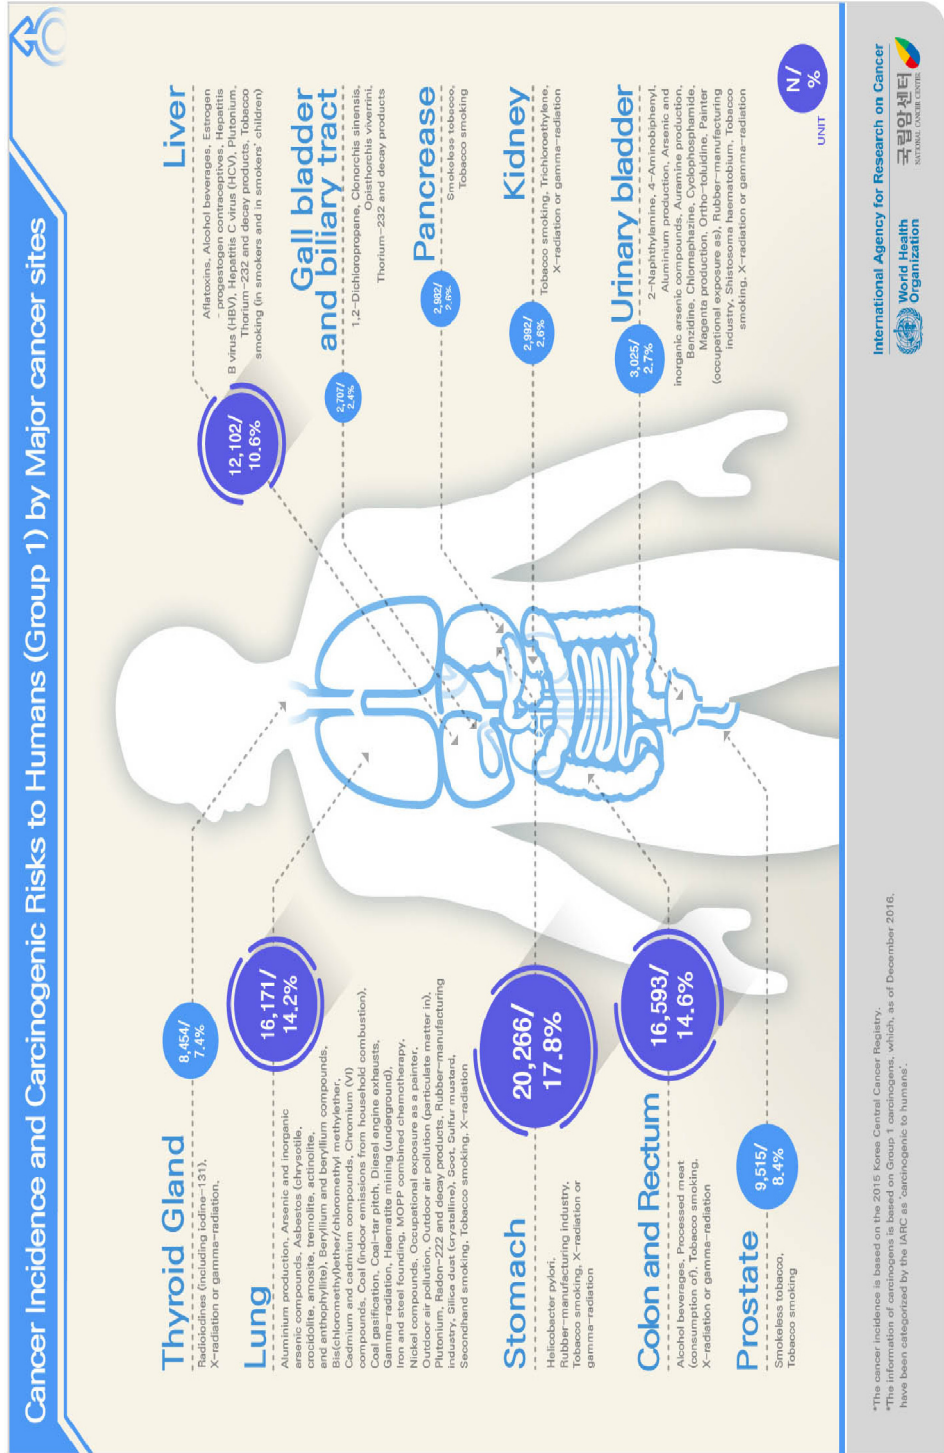 Cancer Incidence and Carcinogenic Risks to Humans (Group 1) by Major cancer sites
Thyroid Gland
8,454/
7.4%
Radioiodines (including iodine-131),
X-radiation or gamma-radiation
Lung
16,171/
14.2%
Aluminium production, Arsenic and inorganic
arsenic compounds, Asbestos (chrysotile,
crocidolite, amosite, tremolite, actinolite,
and anthophyllite), Beryllium and beryllium compounds,
Bis(chloromethyl)ether/chloromethyl methylether,
Cadmium and cadmium compounds, Chromium (VI)
compounds, Coal (indoor emissions from household combustion),
Coal gasification, Coal-tar pitch, Diesel engine exhausts,
Gamma-radiation, Haematite mining (underground),
Iron and steel founding, MOPP combined chemotherapy,
Nickel compounds, Occupational exposure as a painter,
Outdoor air pollution, Outdoor air pollution (particulate matter in),
Plutonium, Radon-222 and decay products, Rubber-manufacturing
industry, Silica dust (crystalline), Soot, Sulfur mustard,
Secondhand smoking, Tobacco smoking, X-radiation
Stomach
20,266/
17.8%
Helicobacter pylori,
Rubber-manufacturing industry,
Tobacco smoking, X-radiation or
gamma-radiation
Colon and Rectum
16,593/
14.6%
Alcohol beverages, Processed meat
(consumption of), Tobacco smoking,
X-radiation or gamma-radiation
Prostate
9,515/
8.4%
Smokeless tobacco,
Tobacco smoking
Liver
12,102/
10.6%
Aflatoxins, Alcohol beverages, Estrogen
- progestogen contraceptives, Hepatitis
B virus (HBV), Hepatitis C virus (HCV), Plutonium,
Thorium-232 and decay products, Tobacco
smoking (in smokers and in smokers' children)
Gall bladder
and biliary tract
2,707/
2.4%
1,2-Dichloropropane, Clonorchis sinensis,
Opisthorchis viverrini,
Thorium-232 and decay products
Pancrease
2,982/
2.6%
Smokeless tobacco,
Tobacco smoking
Kidney
2,992/
2.6%
Tobacco smoking, Trichloroethylene,
X-radiation or gamma-radiation
Urinary bladder
3,025/
2.7%
2-Naphthylamine, 4-Aminobiphenyl,
Aluminium production, Arsenic and
inorganic arsenic compounds, Auramine production,
Benzidine, Chlornaphazine, Cyclophosphamide,
Magenta production, Ortho-toluidine, Painter
(occupational exposure as), Rubber-manufacturing
industry, Shistosoma haematobium, Tobacco
smoking, X-radiation or gamma-radiation
N/
%
UNIT
*The cancer incidence is based on the 2015 Korea Central Cancer Registry.
*The information of carcinogens is based on Group 1 carcinogens, which, as of December 2016,
have been categorized by the IARC as 'carcinogenic to humans'.
International Agency for Research on Cancer
World Health
Organization
국립암센터
NATIONAL CANCER CENTER